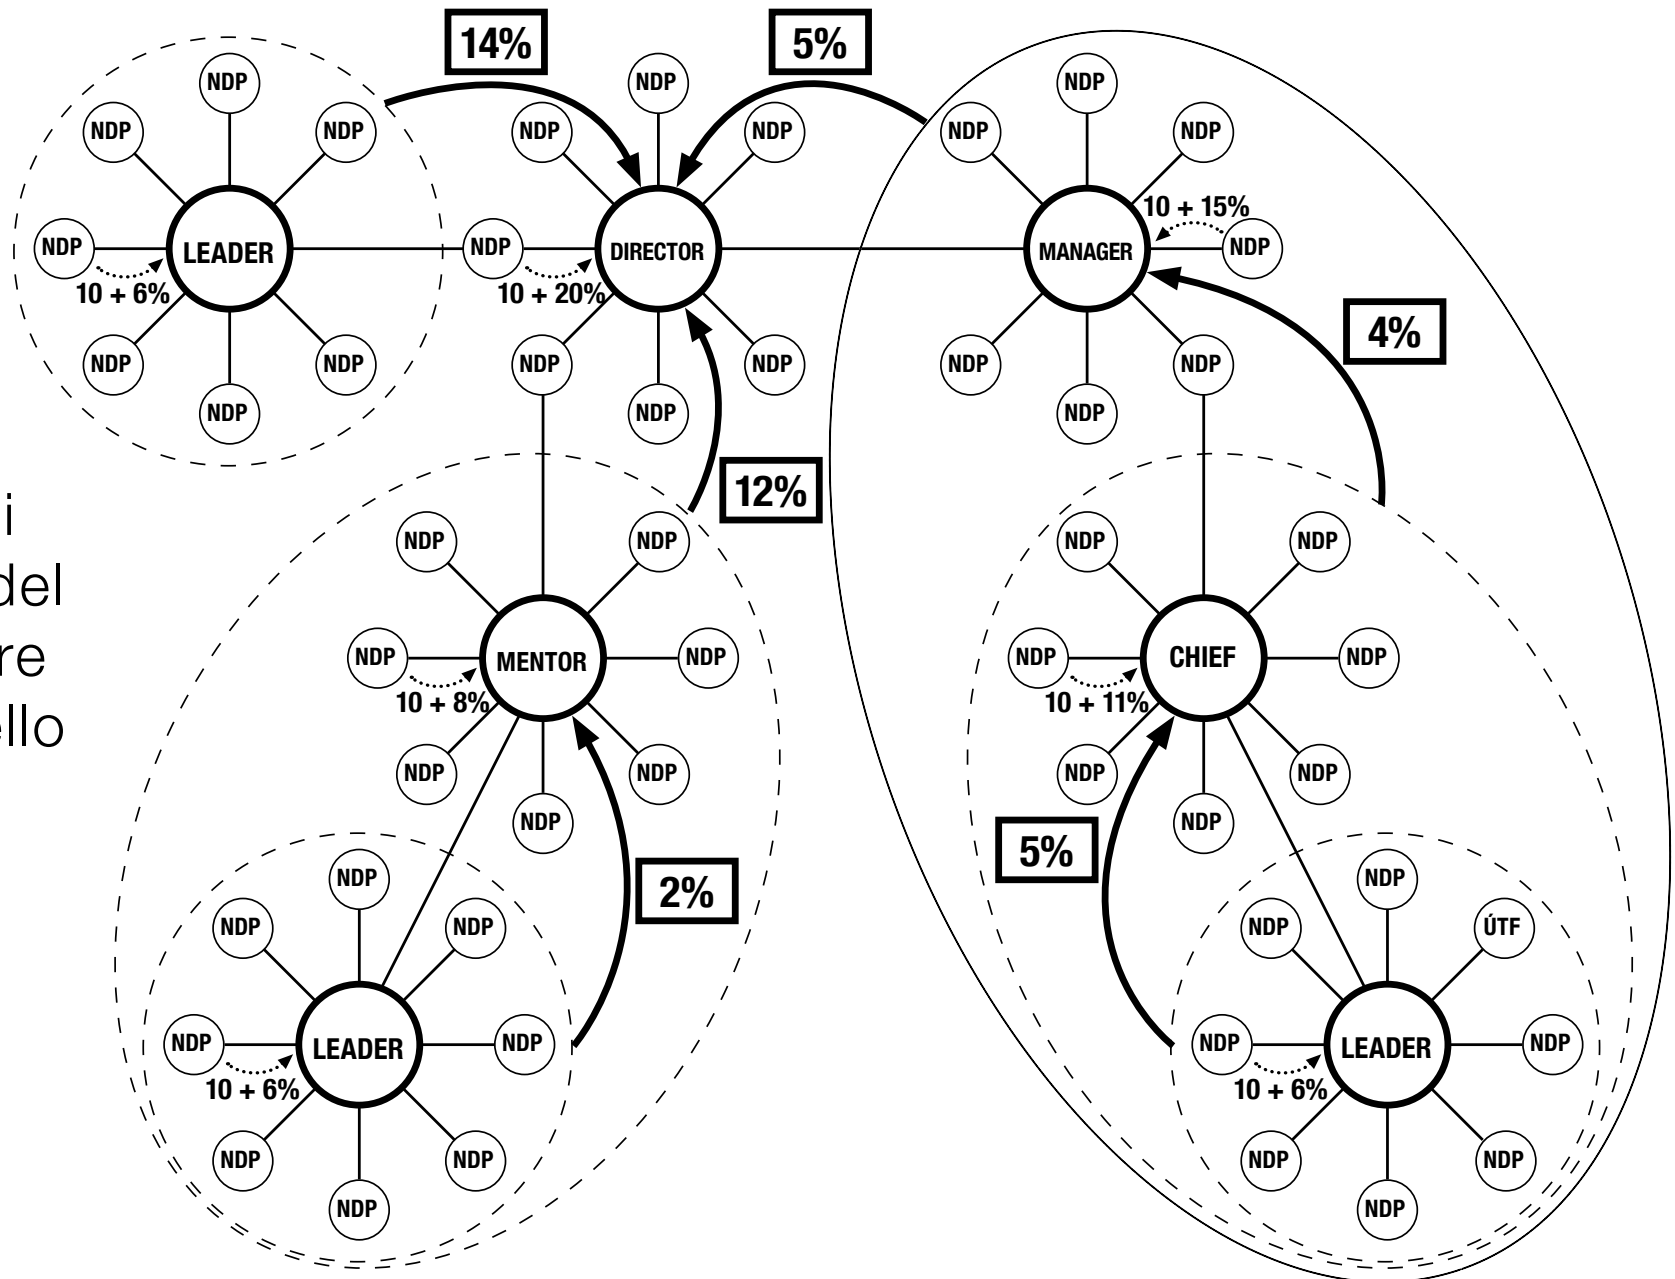 14% 5%
NDP NDP NDP
NDP NDP NDP NDP NDP NDP
10 + 15%
NDP LEADER NDP DIRECTOR MANAGER NDP
10 + 6% 10 + 20%
4%
NDP NDP NDP NDP NDP NDP
NDP NDP NDP
12%
i
NDP NDP NDP NDP
del
re NDP MENTOR NDP NDP CHIEF NDP
10 + 8% 10 + 11%
ello
NDP NDP NDP NDP
NDP NDP
5%
NDP NDP
2%
NDP NDP NDP ÚTF
NDP LEADER NDP NDP LEADER NDP
10 + 6% 10 + 6%
NDP NDP NDP NDP
NDP NDP